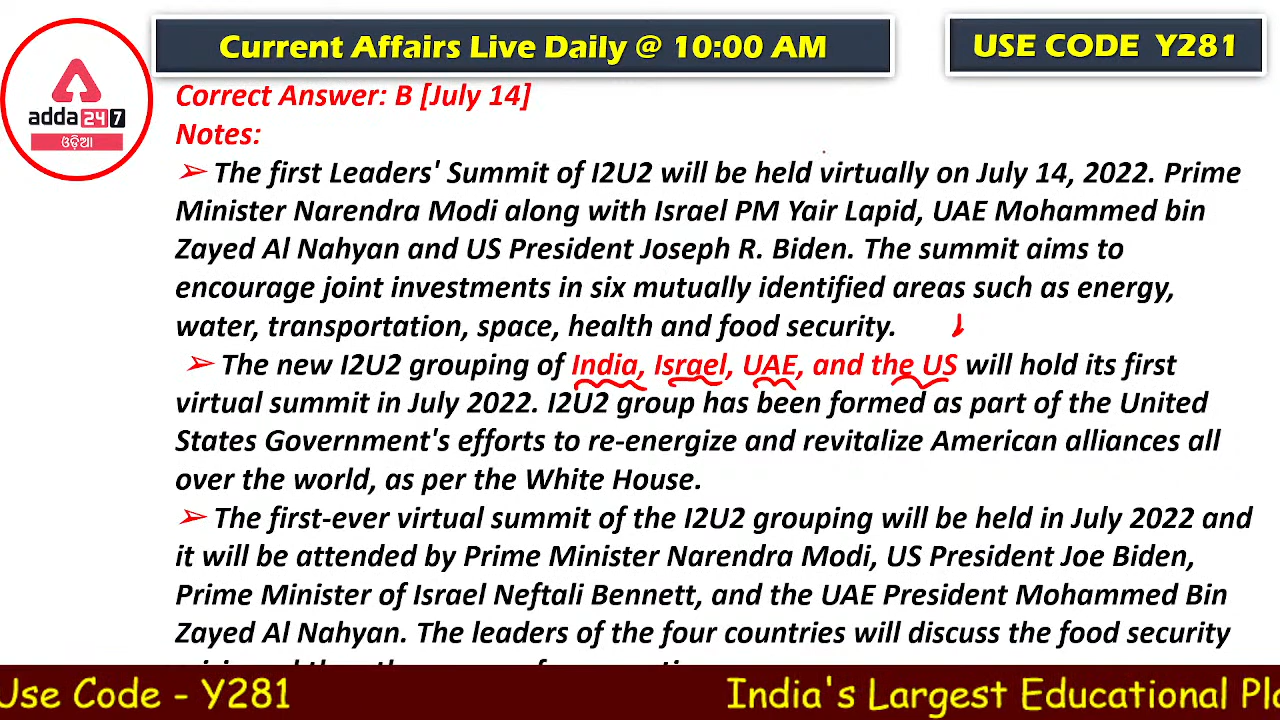 Current Affairs Live Daily @ 10:00 AM
USE CODE Y281
adda 24 7
ଓଡ଼ିଆ
Correct Answer: B [July 14]
Notes:
➢ The first Leaders' Summit of I2U2 will be held virtually on July 14, 2022. Prime
Minister Narendra Modi along with Israel PM Yair Lapid, UAE Mohammed bin
Zayed Al Nahyan and US President Joseph R. Biden. The summit aims to
encourage joint investments in six mutually identified areas such as energy,
water, transportation, space, health and food security.
➢ The new I2U2 grouping of India, Israel, UAE, and the US will hold its first
virtual summit in July 2022. I2U2 group has been formed as part of the United
States Government's efforts to re-energize and revitalize American alliances all
over the world, as per the White House.
➢ The first-ever virtual summit of the I2U2 grouping will be held in July 2022 and
it will be attended by Prime Minister Narendra Modi, US President Joe Biden,
Prime Minister of Israel Neftali Bennett, and the UAE President Mohammed Bin
Zayed Al Nahyan. The leaders of the four countries will discuss the food security
Use Code - Y281
India's Largest Educational Pla